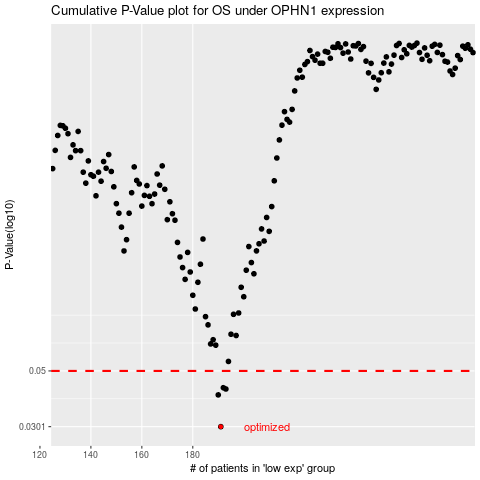 Cumulative P-Value plot for OS under OPHN1 expression
P-Value(log10)
0.05
0.0301
optimized
120 140 160 180
# of patients in 'low exp' group